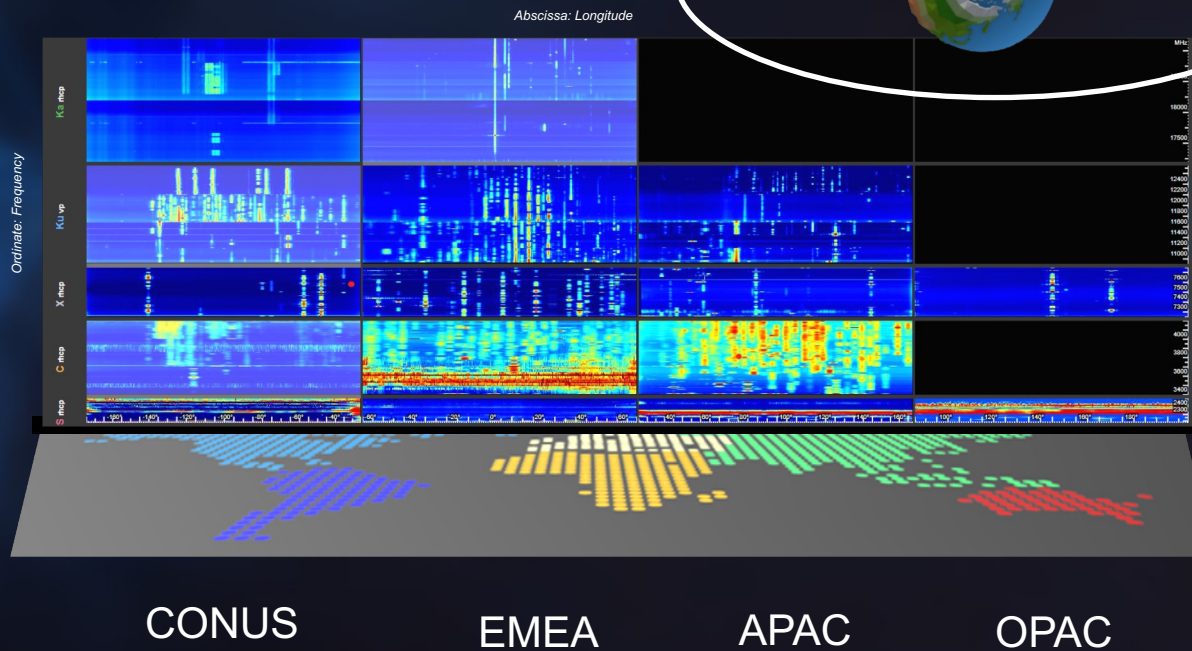 Abscissa: Longitude
Ordinate: Frequency
MHz
Ka rhcp
18000
17500
Ku vp
12400
12200
12000
11800
11600
11400
11200
11000
X rhcp
7600
7500
7400
7300
C rhcp
4000
3800
3600
3400
S rhcp
2400
2300
CONUS
EMEA
APAC
OPAC